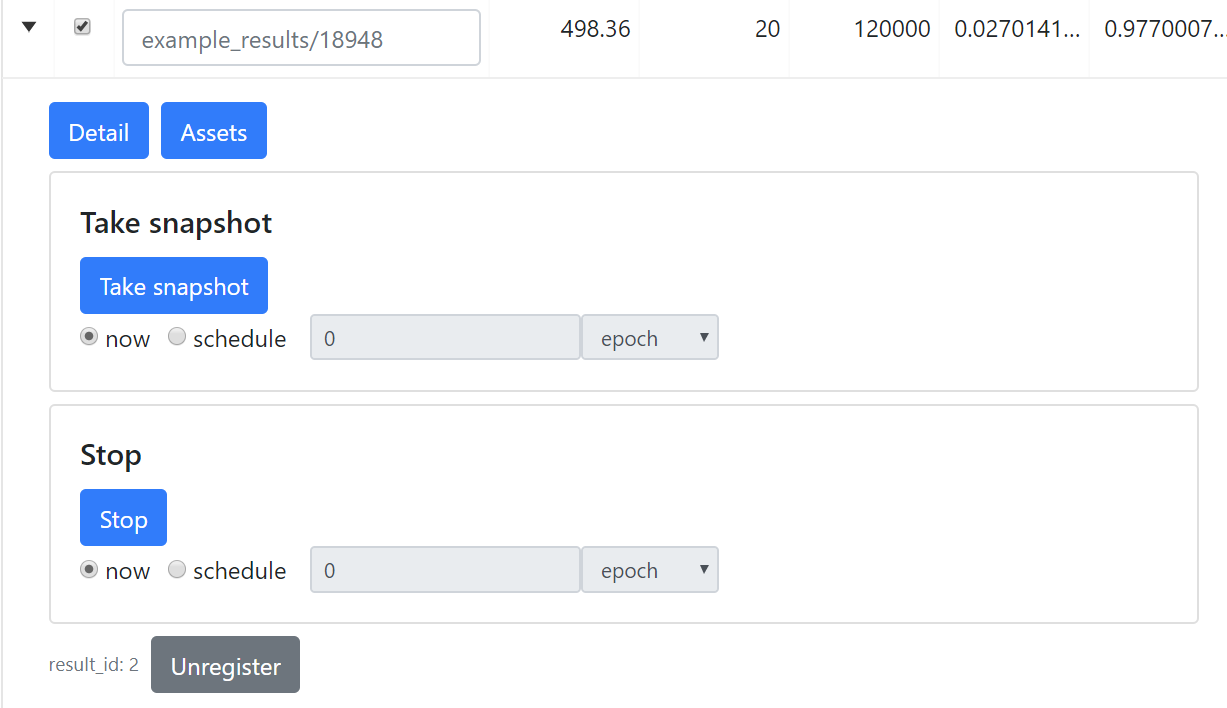 example_results/18948 498.36 20 120000 0.0270141... 0.9770007...
Detail Assets
Take snapshot
Take snapshot
now schedule 0 epoch
Stop
Stop
now schedule 0 epoch
result_id: 2 Unregister